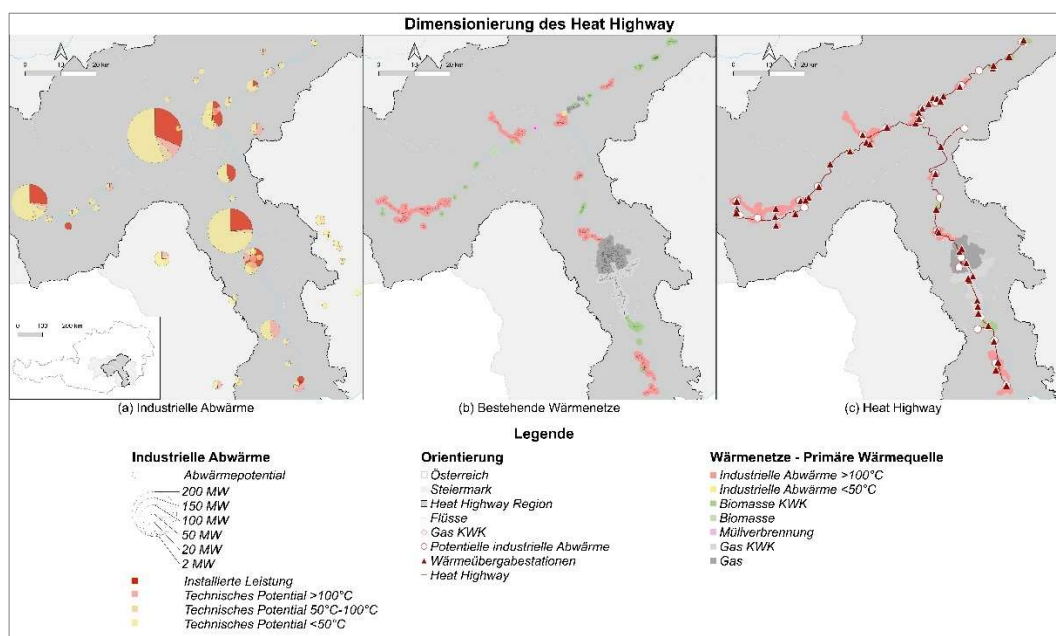 Dimensionierung des Heat Highway
0 10 20 km
0 10 20 km
0 10 20 km
0 100 200 km
(a) Industrielle Abwärme
(b) Bestehende Wärmenetze
(c) Heat Highway
Legende
Industrielle Abwärme
Abwärmepotential
200 MW
150 MW
100 MW
50 MW
20 MW
2 MW
Installierte Leistung
Technisches Potential >100°C
Technisches Potential 50°C-100°C
Technisches Potential <50°C
Orientierung
Österreich
Steiermark
Heat Highway Region
Flüsse
Gas KWK
Potentielle industrielle Abwärme
Wärmeübergabestationen
Heat Highway
Wärmenetze - Primäre Wärmequelle
Industrielle Abwärme >100°C
Industrielle Abwärme <50°C
Biomasse KWK
Biomasse
Müllverbrennung
Gas KWK
Gas